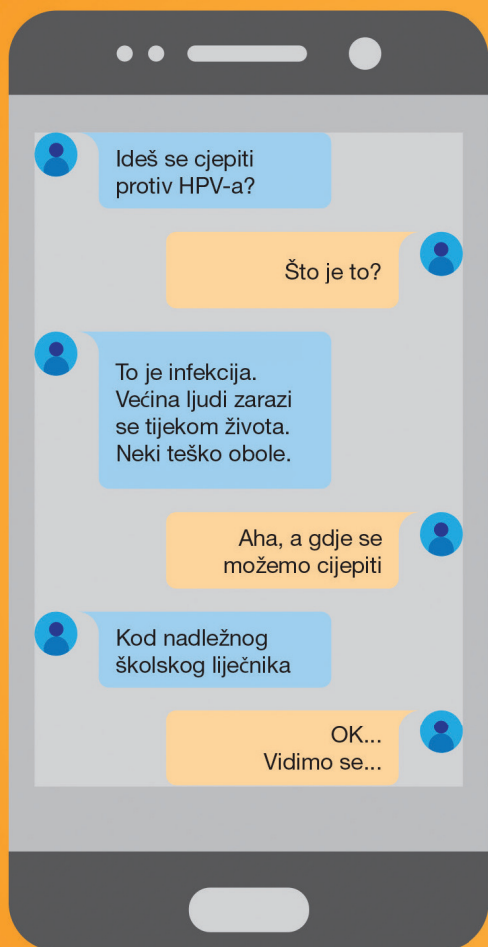 Ideš se cjepiti
protiv HPV-a?
Što je to?
To je infekcija.
Većina ljudi zarazi
se tijekom života.
Neki teško obole.
Aha, a gdje se
možemo cijepiti
Kod nadležnog
školskog liječnika
OK...
Vidimo se...